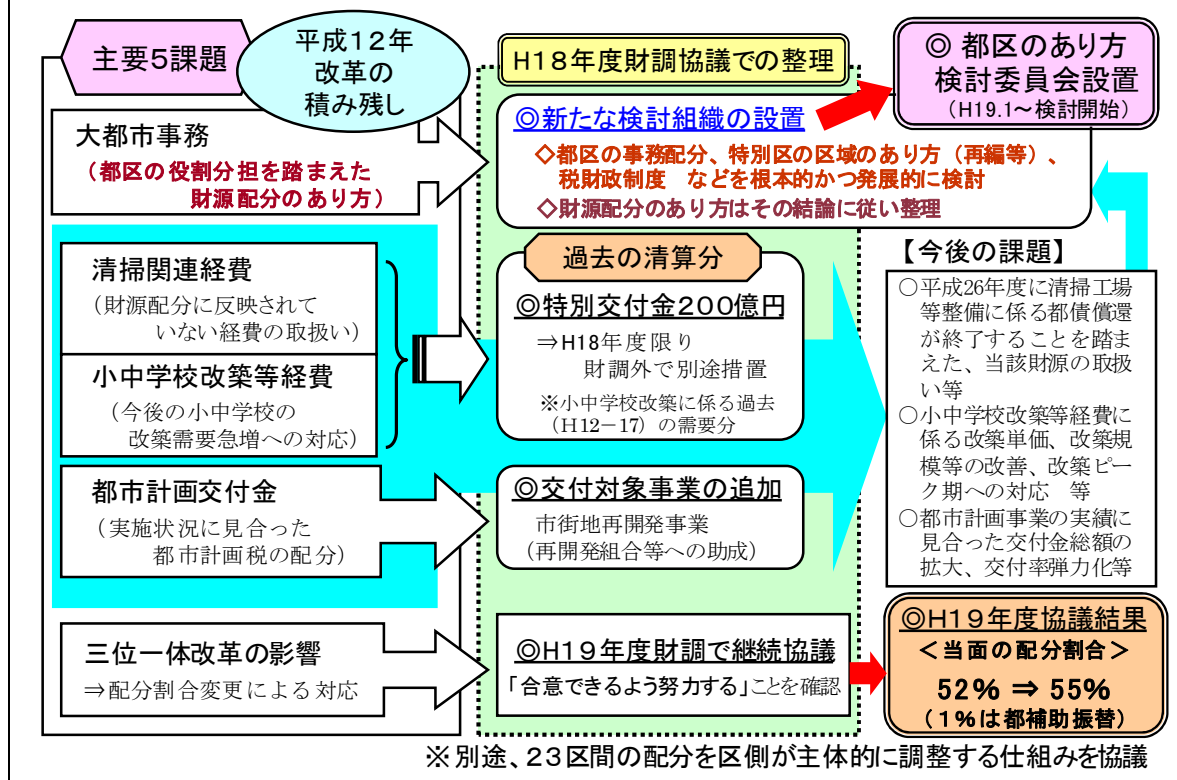 主要5課題
平成12年
改革の
積み残し
H18年度財調協議での整理
◎ 都区のあり方
検討委員会設置
(H19.1～検討開始)
大都市事務
(都区の役割分担を踏まえた
財源配分のあり方)
◎新たな検討組織の設置
◇都区の事務配分、特別区の区域のあり方(再編等)、
税財政制度　などを根本的かつ発展的に検討
◇財源配分のあり方はその結論に従い整理
清掃関連経費
(財源配分に反映されて
いない経費の取扱い)
小中学校改築等経費
(今後の小中学校の
改築需要急増への対応)
過去の清算分
◎特別交付金200億円
⇒H18年度限り
財調外で別途措置
※小中学校改築に係る過去
(H12－17)の需要分
都市計画交付金
(実施状況に見合った
都市計画税の配分)
◎交付対象事業の追加
市街地再開発事業
(再開発組合等への助成)
【今後の課題】
○平成26年度に清掃工場
等整備に係る都債償還
が終了することを踏ま
えた、当該財源の取扱
い等
○小中学校改築等経費に
係る改築単価、改築規
模等の改善、改築ピー
ク期への対応　等
○都市計画事業の実績に
見合った交付金総額の
拡大、交付率弾力化等
三位一体改革の影響
⇒配分割合変更による対応
◎H19年度財調で継続協議
「合意できるよう努力する」ことを確認
◎H19年度協議結果
＜当面の配分割合＞
52% ⇒ 55%
(1%は都補助振替)
※別途、23区間の配分を区側が主体的に調整する仕組みを協議